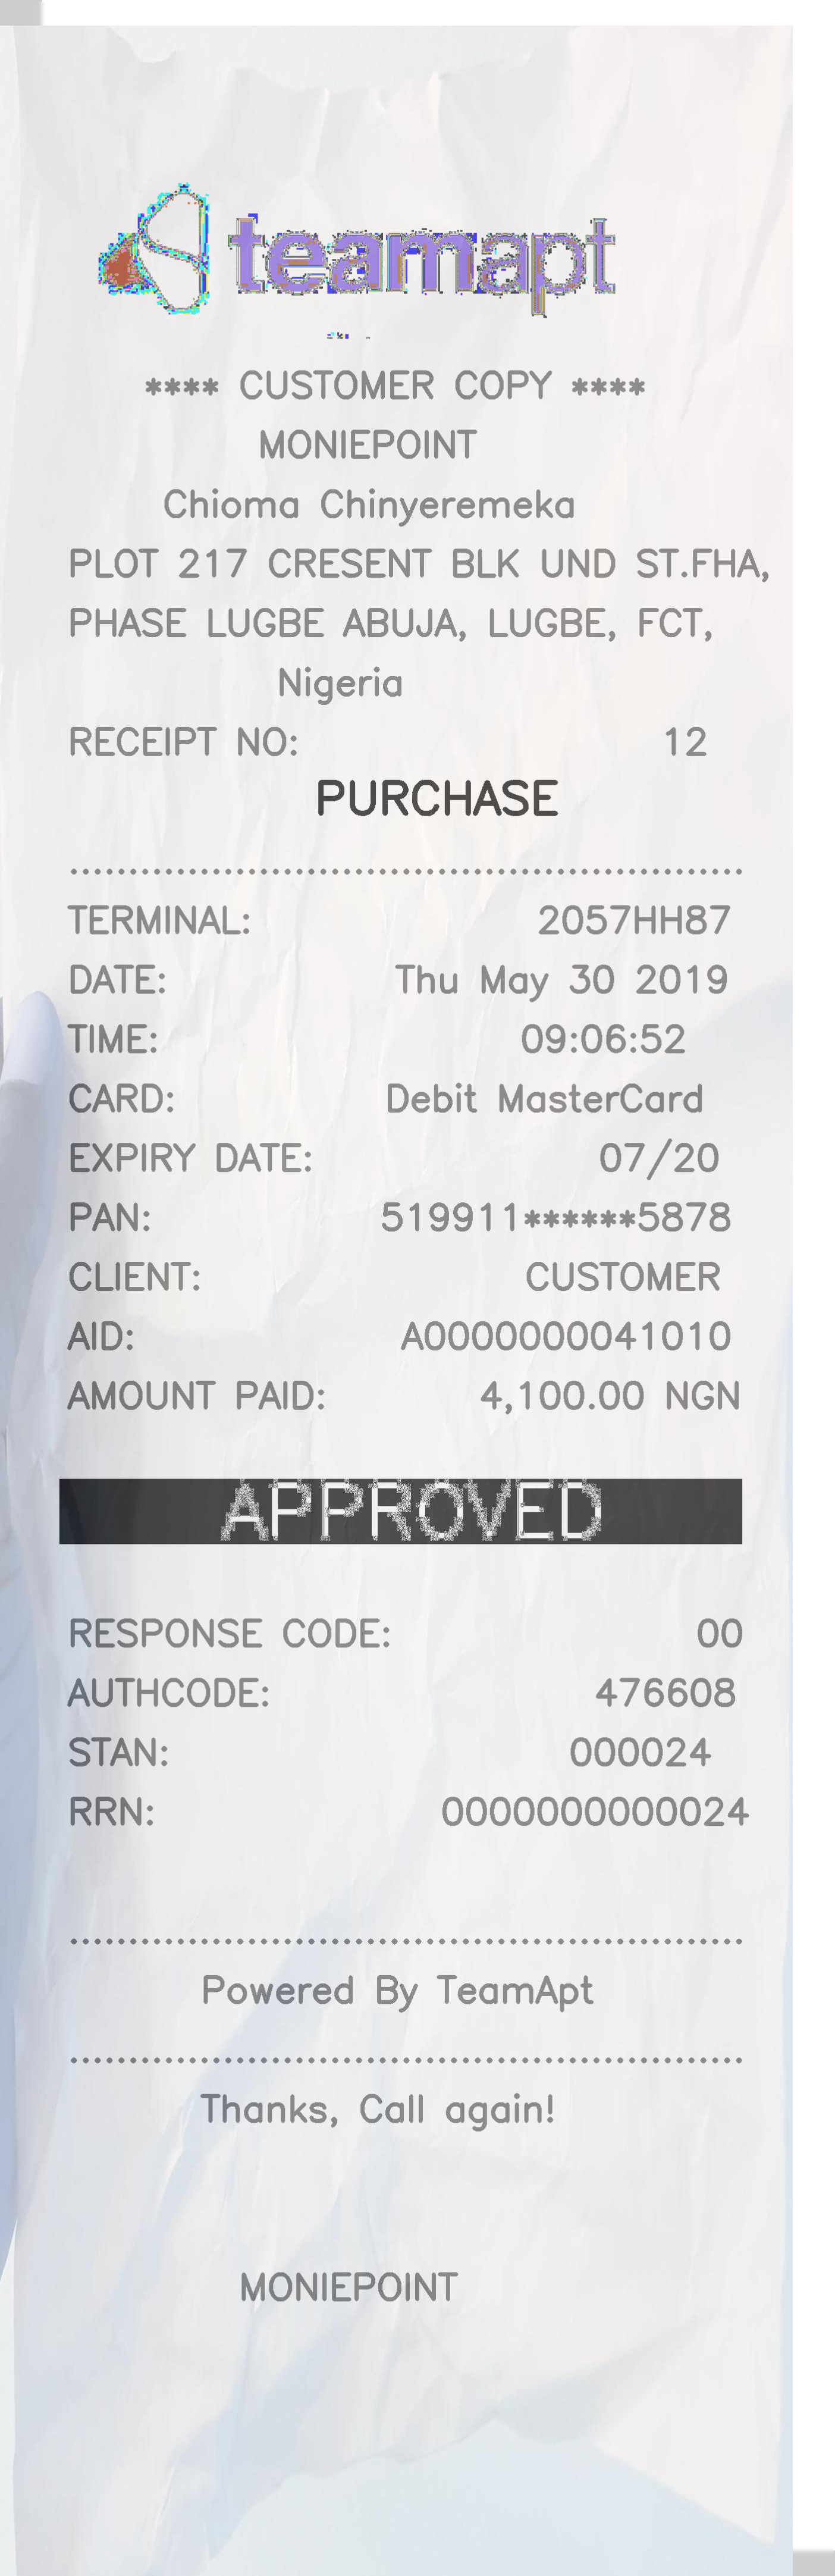 teamapt
**** CUSTOMER COPY ****
MONIEPOINT
Chioma Chinyeremeka
PLOT 217 CRESENT BLK UND ST.FHA,
PHASE LUGBE ABUJA, LUGBE, FCT,
Nigeria
RECEIPT NO: 12
PURCHASE
TERMINAL: 2057HH87
DATE: Thu May 30 2019
TIME: 09:06:52
CARD: Debit MasterCard
EXPIRY DATE: 07/20
PAN: 519911******5878
CLIENT: CUSTOMER
AID: A0000000041010
AMOUNT PAID: 4,100.00 NGN
APPROVED
RESPONSE CODE: 00
AUTHCODE: 476608
STAN: 000024
RRN: 0000000000024
Powered By TeamApt
Thanks, Call again!
MONIEPOINT